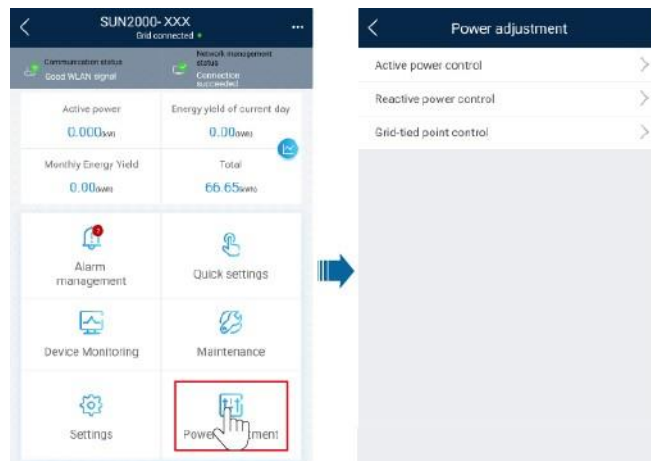 SUN2000-XXX
Grid connected
Communication status
Good WLAN signal
Network management
status
Connection
succeeded
Active power
0.000
Energy yield of current day
0.00
Monthly Energy Yield
0.00
Total
66.65
Alarm
management
Quick settings
Device Monitoring
Maintenance
Settings
Power tment
Power adjustment
Active power control
Reactive power control
Grid-tied point control